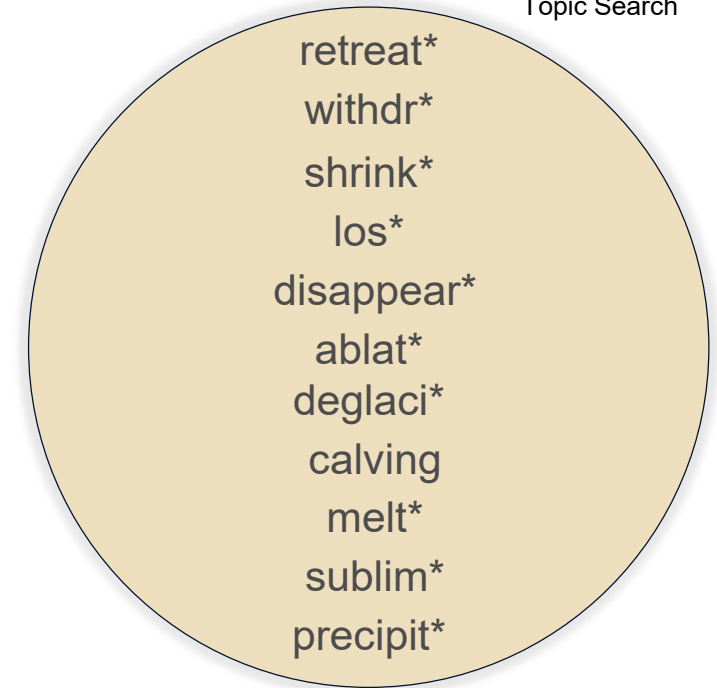 Topic Search
retreat*
withdr*
shrink*
los*
disappear*
ablat*
deglaci*
calving
melt*
sublim*
precipit*